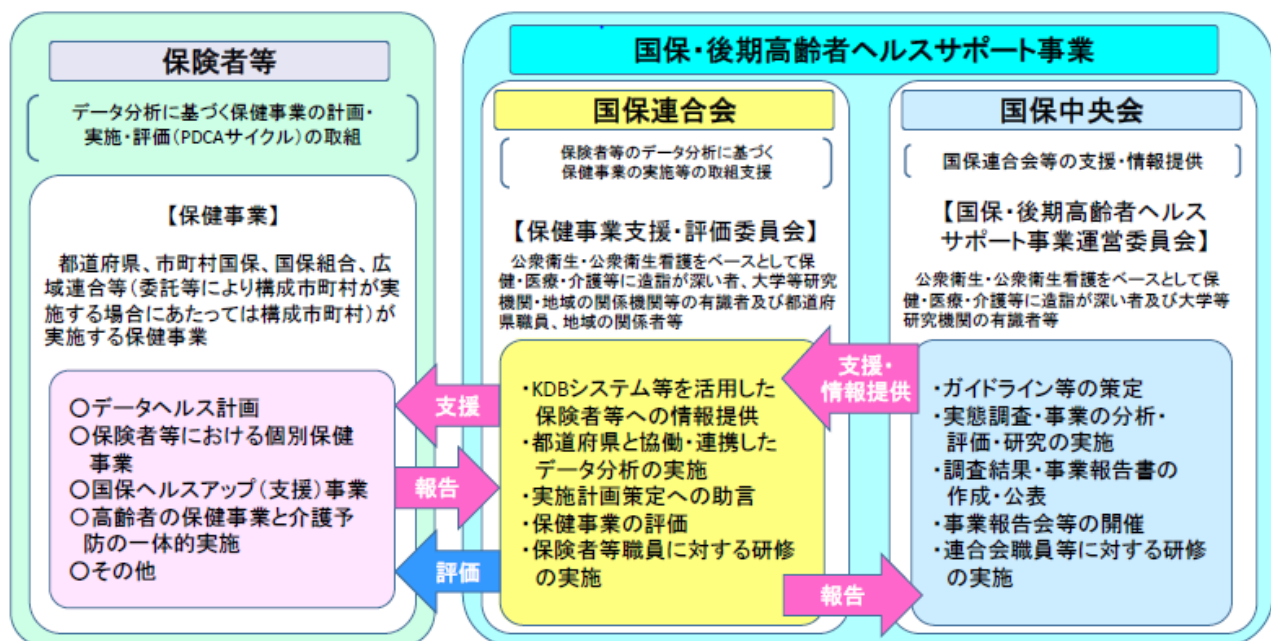 保険者等
データ分析に基づく保健事業の計画・
実施・評価(PDCAサイクル)の取組
【保健事業】
都道府県、市町村国保、国保組合、広
域連合等(委託等により構成市町村が実
施する場合にあたっては構成市町村)が
実施する保健事業
〇データヘルス計画
〇保険者等における個別保健
事業
〇国保ヘルスアップ(支援)事業
〇高齢者の保健事業と介護予
防の一体的実施
〇その他
支援
報告
評価
国保・後期高齢者ヘルスサポート事業
国保連合会
保険者等のデータ分析に基づく
保健事業の実施等の取組支援
【保健事業支援・評価委員会】
公衆衛生・公衆衛生看護をベースとして保
健・医療・介護等に造詣が深い者、大学等研究
機関・地域の関係機関等の有識者及び都道府
県職員、地域の関係者等
・KDBシステム等を活用した
保険者等への情報提供
・都道府県と協働・連携した
データ分析の実施
・実施計画策定への助言
・保健事業の評価
・保険者等職員に対する研修
の実施
支援・
情報提供
報告
国保中央会
国保連合会等の支援・情報提供
【国保・後期高齢者ヘルス
サポート事業運営委員会】
公衆衛生・公衆衛生看護をベースとして保
健・医療・介護等に造詣が深い者及び大学等
研究機関の有識者等
・ガイドライン等の策定
・実態調査・事業の分析・
評価・研究の実施
・調査結果・事業報告書の
作成・公表
・事業報告会等の開催
・連合会職員等に対する研修
の実施